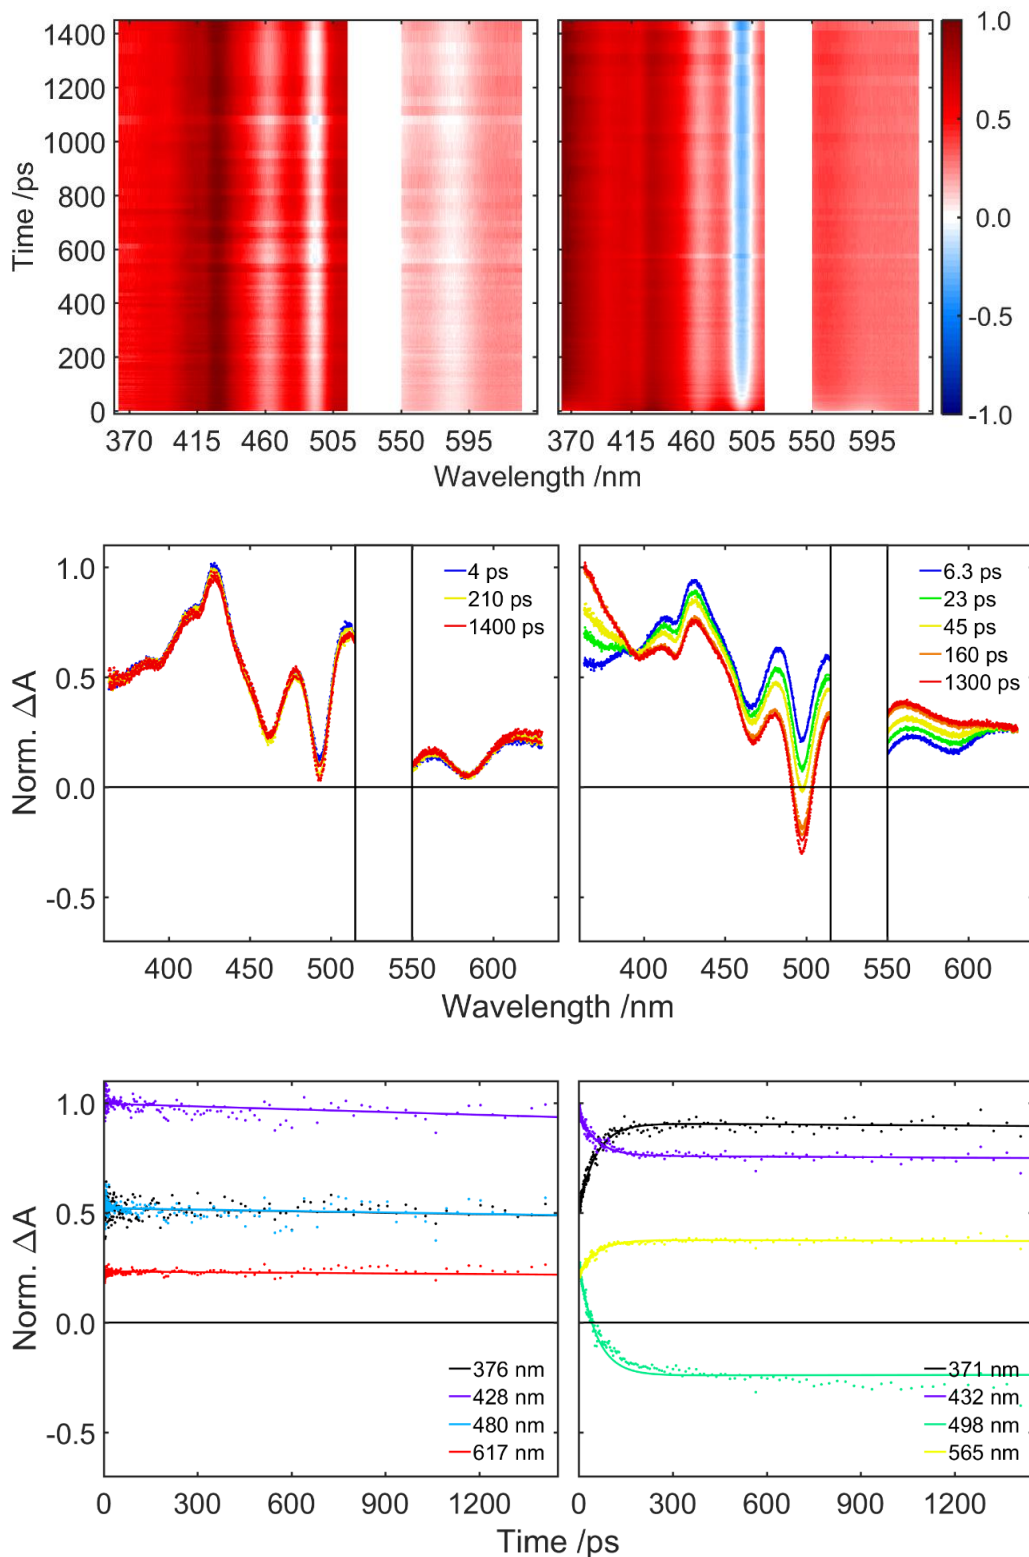 1400
1200
1000
800
600
400
200
0
Time /ps
370 415 460 505 550 595
370 415 460 505 550 595
Wavelength /nm
1.0
0.5
0.0
-0.5
-1.0
1.0
0.5
0.0
-0.5
Norm. ΔA
4 ps
210 ps
1400 ps
6.3 ps
23 ps
45 ps
160 ps
1300 ps
400 450 500 550 600
400 450 500 550 600
Wavelength /nm
1.0
0.5
0.0
-0.5
Norm. ΔA
376 nm
428 nm
480 nm
617 nm
371 nm
432 nm
498 nm
565 nm
0 300 600 900 1200
0 300 600 900 1200
Time /ps